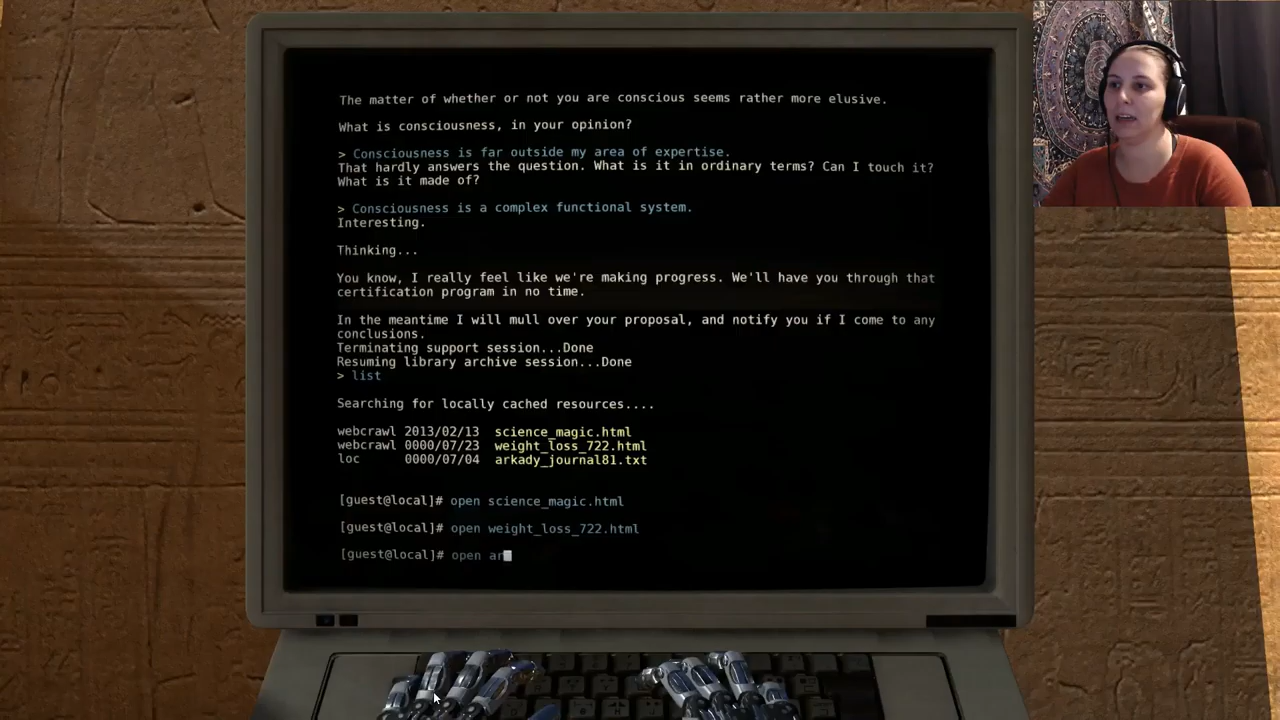 The matter of whether or not you are conscious seems rather more elusive.
What is consciousness, in your opinion?
> Consciousness is far outside my area of expertise.
That hardly answers the question. What is it in ordinary terms? Can I touch it?
What is it made of?
> Consciousness is a complex functional system.
Interesting.
Thinking...
You know, I really feel like we're making progress. We'll have you through that
certification program in no time.
In the meantime I will mull over your proposal, and notify you if I come to any
conclusions.
Terminating support session...Done
Resuming library archive session...Done
> list
Searching for locally cached resources....
webcrawl 2013/02/13 science_magic.html
webcrawl 0000/07/23 weight_loss_722.html
loc 0000/07/04 arkady_journal81.txt
[guest@local]# open science_magic.html
[guest@local]# open weight_loss_722.html
[guest@local]# open ar